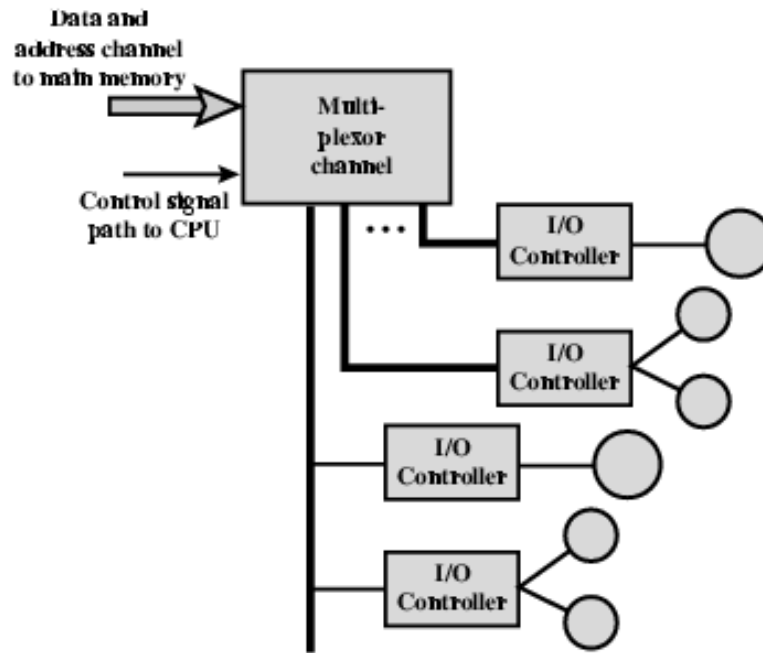 Data and
address channel
to main memory
Multi-
plexor
channel
Control signal
path to CPU
...
I/O
Controller
I/O
Controller
I/O
Controller
I/O
Controller